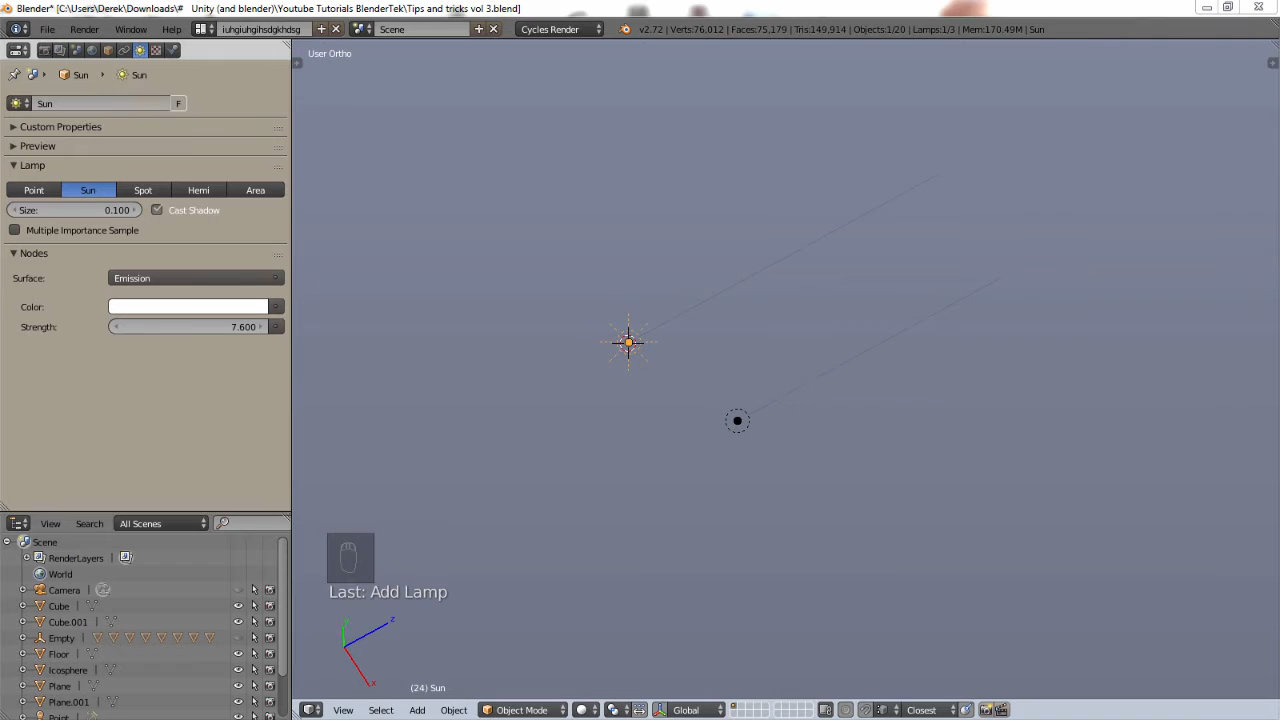 Blender* [C:\Users\Derek\Downloads\# Unity (and blender)\Youtube Tutorials BlenderTek\Tips and tricks vol 3.blend]
File Render Window Help iuhgiughihsdgkhdsg Scene Cycles Render v2.72 | Verts:76,012 | Faces:75,179 | Tris:149,914 | Objects:1/20 | Lamps:1/3 | Mem:170.49M | Sun
User Ortho
Sun Sun
Sun F
Custom Properties
Preview
Lamp
Point Sun Spot Hemi Area
Size: 0.100 Cast Shadow
Multiple Importance Sample
Nodes
Surface: Emission
Color:
Strength: 7.600
View Search All Scenes
Scene
RenderLayers
World
Camera
Cube
Cube.001
Empty
Floor
Icosphere
Plane
Plane.001
Point
Last: Add Lamp
y z
x
(24) Sun
View Select Add Object Object Mode Global Closest